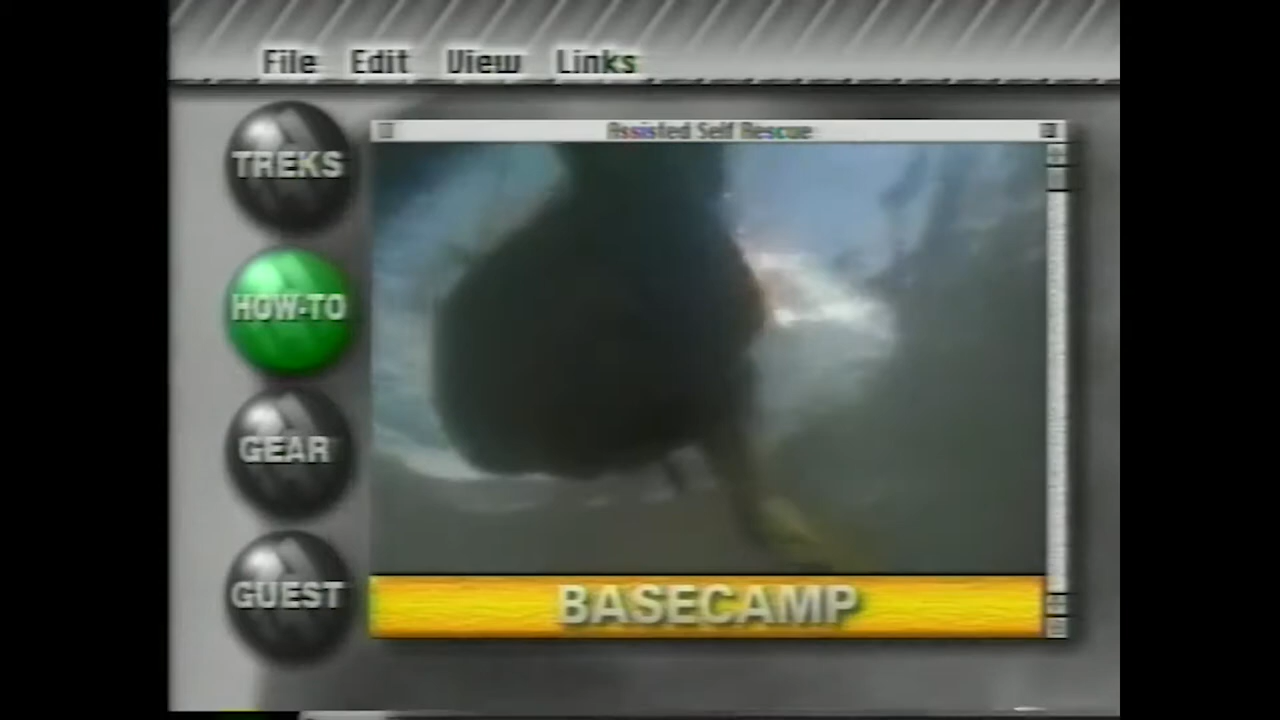 File Edit View Links
Assisted Self Rescue
TREKS
HOW-TO
GEAR
GUEST
BASECAMP